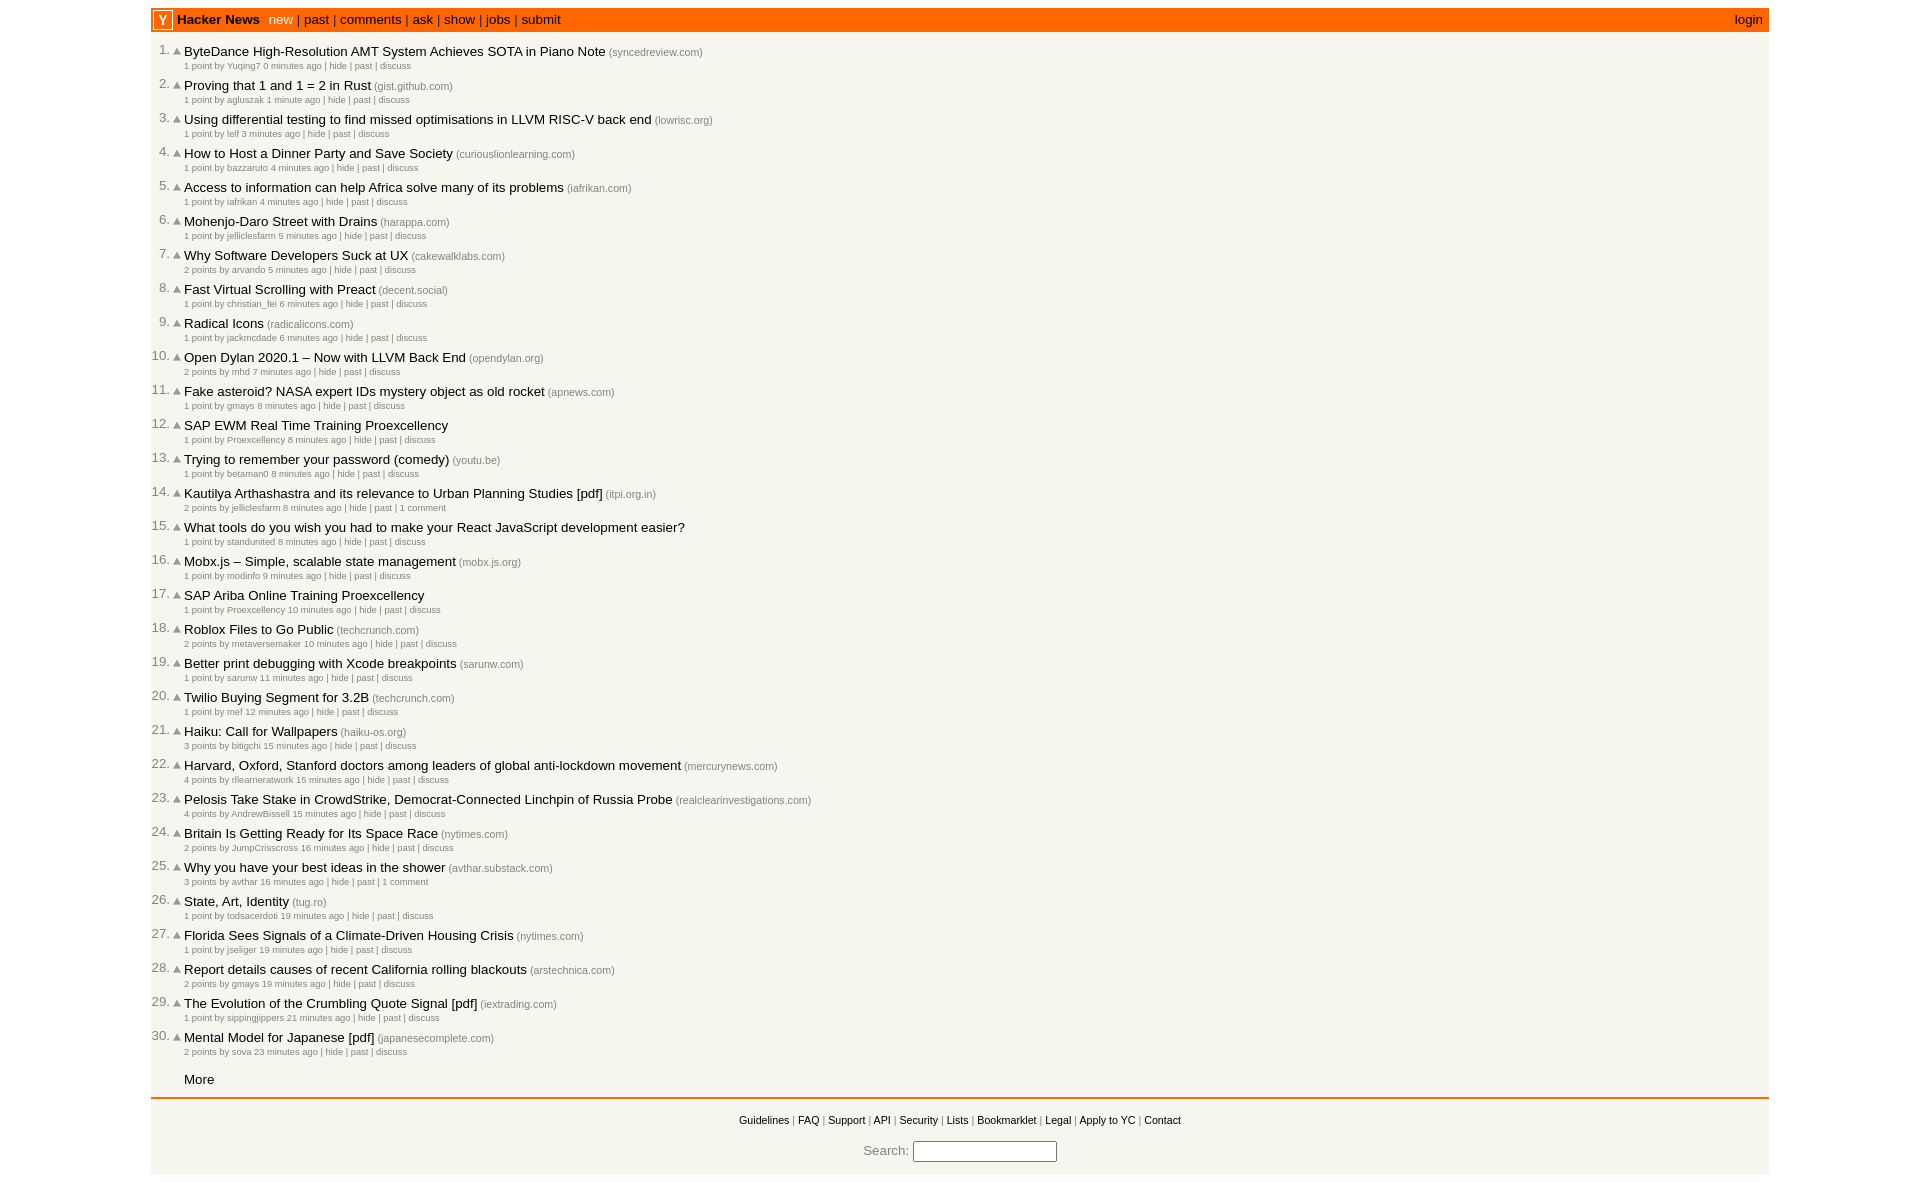 Y Hacker News new | past | comments | ask | show | jobs | submit login
1. ByteDance High-Resolution AMT System Achieves SOTA in Piano Note (syncedreview.com)
1 point by Yuqing7 0 minutes ago | hide | past | discuss
2. Proving that 1 and 1 = 2 in Rust (gist.github.com)
1 point by agluszak 1 minute ago | hide | past | discuss
3. Using differential testing to find missed optimisations in LLVM RISC-V back end (lowrisc.org)
1 point by lelf 3 minutes ago | hide | past | discuss
4. How to Host a Dinner Party and Save Society (curiouslionlearning.com)
1 point by bazzaruto 4 minutes ago | hide | past | discuss
5. Access to information can help Africa solve many of its problems (iafrikan.com)
1 point by iafrikan 4 minutes ago | hide | past | discuss
6. Mohenjo-Daro Street with Drains (harappa.com)
1 point by jelliclesfarm 5 minutes ago | hide | past | discuss
7. Why Software Developers Suck at UX (cakewalklabs.com)
2 points by arvando 5 minutes ago | hide | past | discuss
8. Fast Virtual Scrolling with Preact (decent.social)
1 point by christian_fei 6 minutes ago | hide | past | discuss
9. Radical Icons (radicalicons.com)
1 point by jackmcdade 6 minutes ago | hide | past | discuss
10. Open Dylan 2020.1 – Now with LLVM Back End (opendylan.org)
2 points by mhd 7 minutes ago | hide | past | discuss
11. Fake asteroid? NASA expert IDs mystery object as old rocket (apnews.com)
1 point by gmays 8 minutes ago | hide | past | discuss
12. SAP EWM Real Time Training Proexcellency
1 point by Proexcellency 8 minutes ago | hide | past | discuss
13. Trying to remember your password (comedy) (youtu.be)
1 point by betaman0 8 minutes ago | hide | past | discuss
14. Kautilya Arthashastra and its relevance to Urban Planning Studies [pdf] (itpi.org.in)
2 points by jelliclesfarm 8 minutes ago | hide | past | 1 comment
15. What tools do you wish you had to make your React JavaScript development easier?
1 point by standunited 8 minutes ago | hide | past | discuss
16. Mobx.js – Simple, scalable state management (mobx.js.org)
1 point by modinfo 9 minutes ago | hide | past | discuss
17. SAP Ariba Online Training Proexcellency
1 point by Proexcellency 10 minutes ago | hide | past | discuss
18. Roblox Files to Go Public (techcrunch.com)
2 points by metaversemaker 10 minutes ago | hide | past | discuss
19. Better print debugging with Xcode breakpoints (sarunw.com)
1 point by sarunw 11 minutes ago | hide | past | discuss
20. Twilio Buying Segment for 3.2B (techcrunch.com)
1 point by mef 12 minutes ago | hide | past | discuss
21. Haiku: Call for Wallpapers (haiku-os.org)
3 points by bitigchi 15 minutes ago | hide | past | discuss
22. Harvard, Oxford, Stanford doctors among leaders of global anti-lockdown movement (mercurynews.com)
4 points by rllearneratwork 15 minutes ago | hide | past | discuss
23. Pelosis Take Stake in CrowdStrike, Democrat-Connected Linchpin of Russia Probe (realclearinvestigations.com)
4 points by AndrewBissell 15 minutes ago | hide | past | discuss
24. Britain Is Getting Ready for Its Space Race (nytimes.com)
2 points by JumpCrisscross 16 minutes ago | hide | past | discuss
25. Why you have your best ideas in the shower (avthar.substack.com)
3 points by avthar 16 minutes ago | hide | past | 1 comment
26. State, Art, Identity (tug.ro)
1 point by todsacerdoti 19 minutes ago | hide | past | discuss
27. Florida Sees Signals of a Climate-Driven Housing Crisis (nytimes.com)
1 point by jseliger 19 minutes ago | hide | past | discuss
28. Report details causes of recent California rolling blackouts (arstechnica.com)
2 points by gmays 19 minutes ago | hide | past | discuss
29. The Evolution of the Crumbling Quote Signal [pdf] (iextrading.com)
1 point by sippingjippers 21 minutes ago | hide | past | discuss
30. Mental Model for Japanese [pdf] (japanesecomplete.com)
2 points by sova 23 minutes ago | hide | past | discuss
More
Guidelines | FAQ | Support | API | Security | Lists | Bookmarklet | Legal | Apply to YC | Contact
Search: